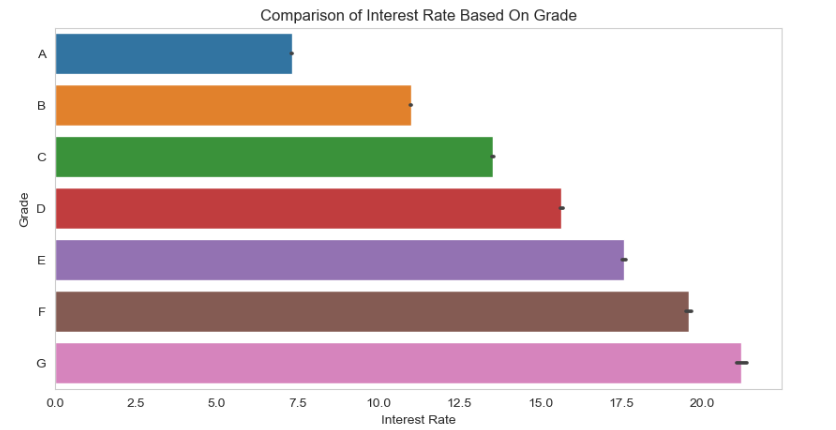 Comparison of Interest Rate Based On Grade
A
B
C
D
E
F
G
Grade
0.0 2.5 5.0 7.5 10.0 12.5 15.0 17.5 20.0
Interest Rate